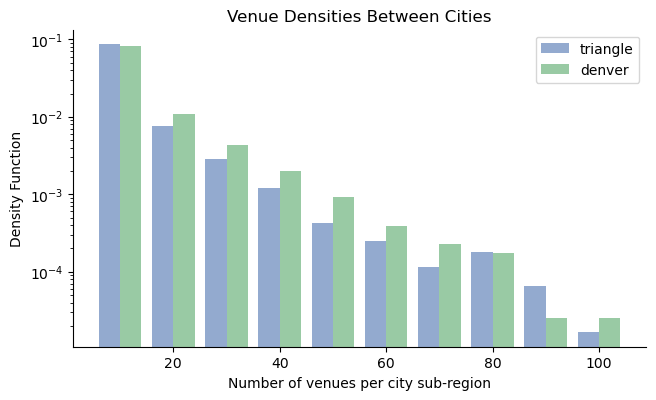 Venue Densities Between Cities
triangle
denver
Density Function
10⁻¹
10⁻²
10⁻³
10⁻⁴
20 40 60 80 100
Number of venues per city sub-region